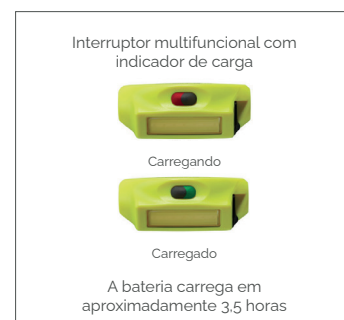 Interruptor multifuncional com
indicador de carga
Carregando
Carregado
A bateria carrega em
aproximadamente 3,5 horas